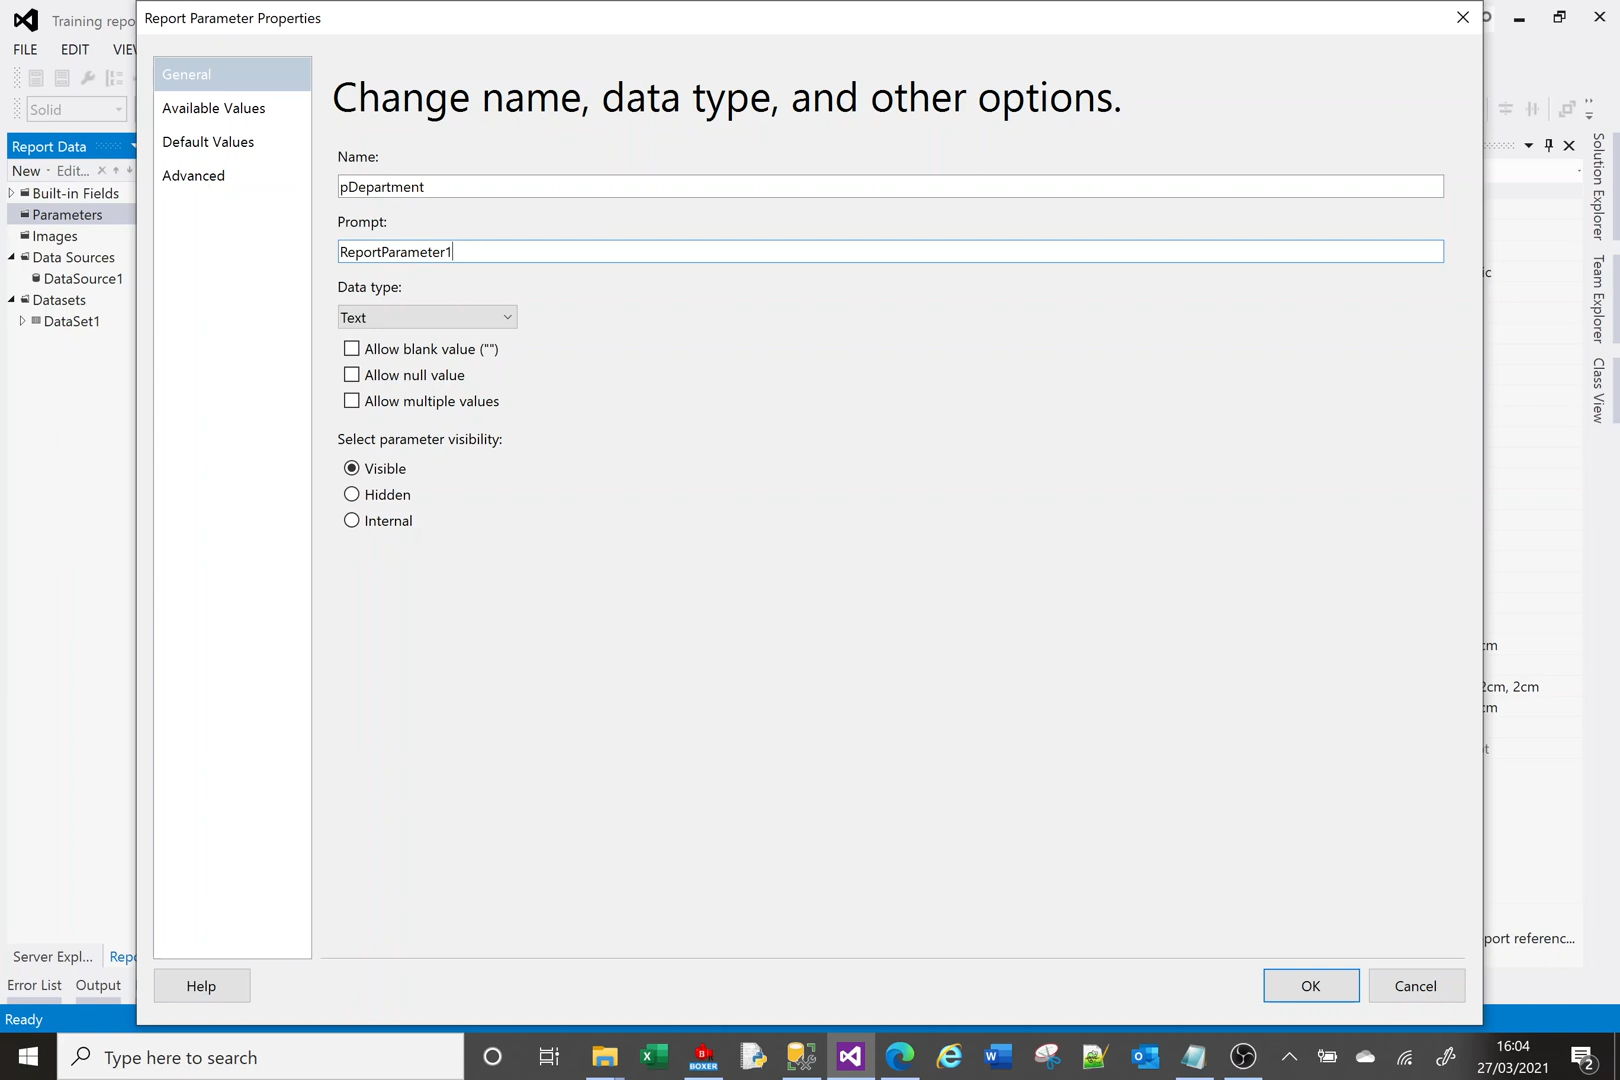 Training repo
Report Parameter Properties
FILE EDIT VIE
Solid
Report Data
New Edit...
Built-in Fields
Parameters
Images
Data Sources
DataSource1
Datasets
DataSet1
Server Expl... Repo
Error List Output
Ready
General
Available Values
Default Values
Advanced
Change name, data type, and other options.
Name:
pDepartment
Prompt:
ReportParameter1
Data type:
Text
Allow blank value ("")
Allow null value
Allow multiple values
Select parameter visibility:
Visible
Hidden
Internal
Help
OK
Cancel
Solution Explorer
Team Explorer
Class View
ic
cm
2cm, 2cm
cm
port referenc...
Type here to search
BOXER
16:04
27/03/2021
2